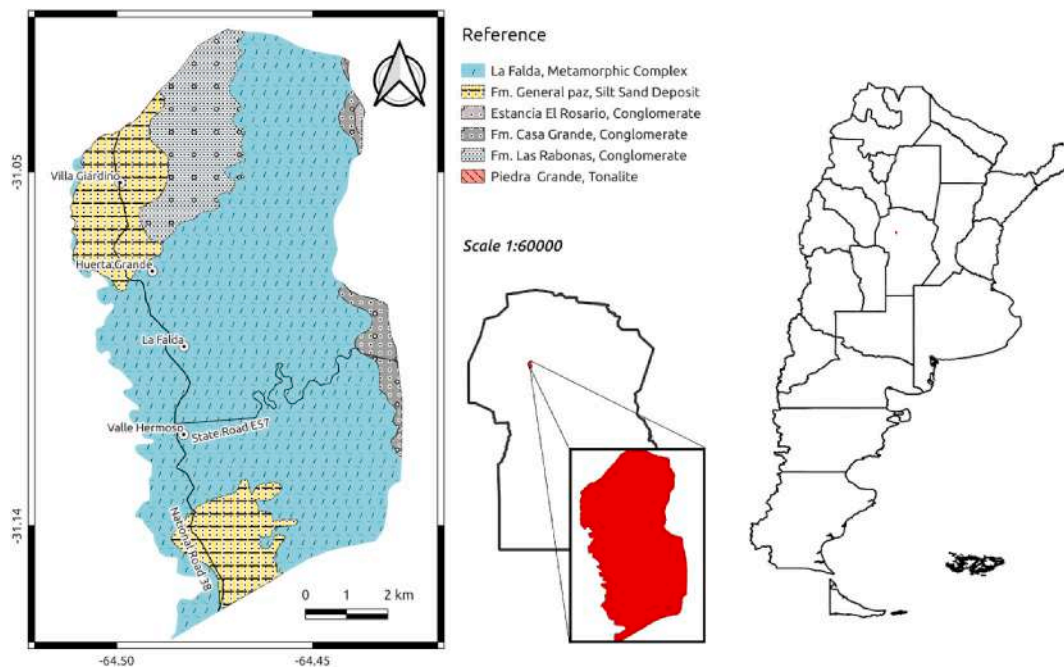 Reference
La Falda, Metamorphic Complex
Fm. General paz, Silt Sand Deposit
Estancia El Rosario, Conglomerate
Fm. Casa Grande, Conglomerate
Fm. Las Rabonas, Conglomerate
Piedra Grande, Tonalite
Scale 1:60000
-31.05
-31.14
Villa Giardino
Huerta Grande
La Falda
Valle Hermoso
State Road E57
National Road 38
0 1 2 km
-64.50 -64.45